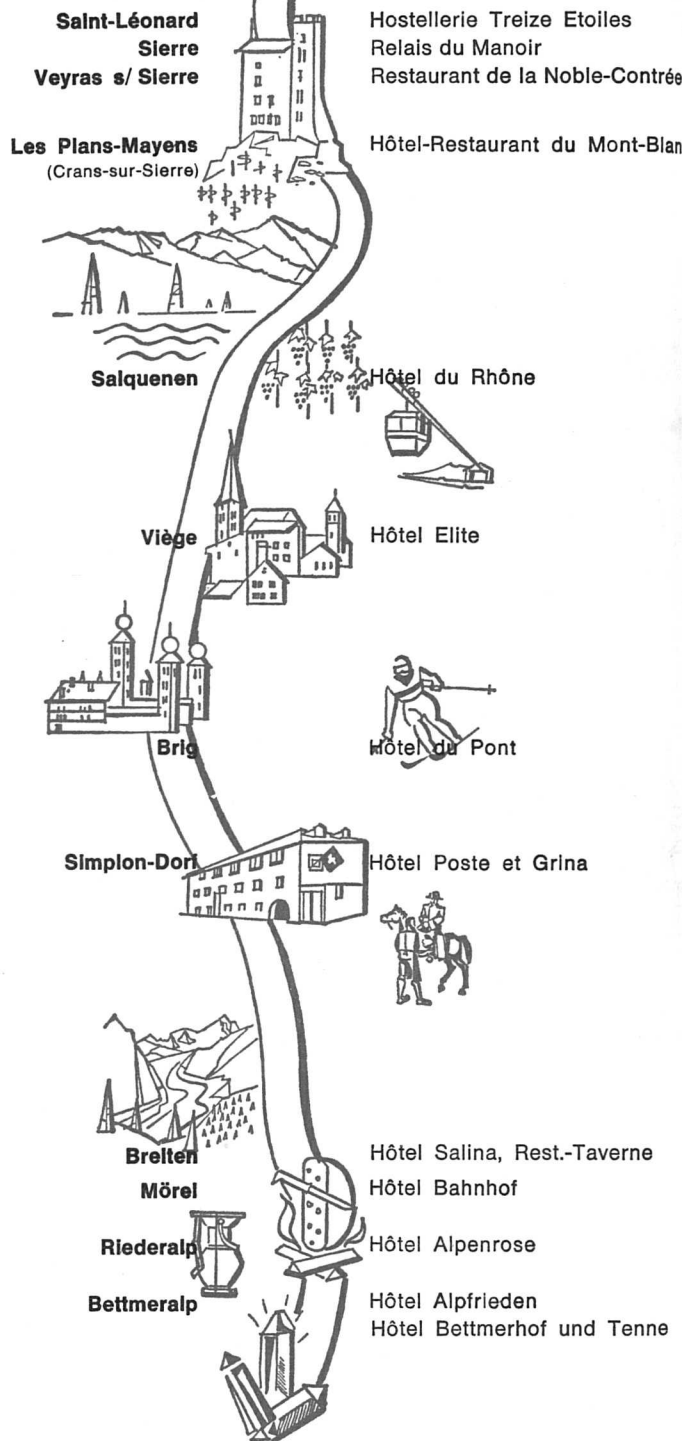 Saint-Léonard Hostellerie Treize Etoiles
Sierre Relais du Manoir
Veyras s/ Sierre Restaurant de la Noble-Contrée
Les Plans-Mayens Hôtel-Restaurant du Mont-Blan
(Crans-sur-Sierre)
Salquenen Hôtel du Rhône
Viège Hôtel Elite
Brig Hôtel du Pont
Simplon-Dorf Hôtel Poste et Grina
Breiten Hôtel Salina, Rest.-Taverne
Mörel Hôtel Bahnhof
Riederalp Hôtel Alpenrose
Bettmeralp Hôtel Alpfrieden
Hôtel Bettmerhof und Tenne